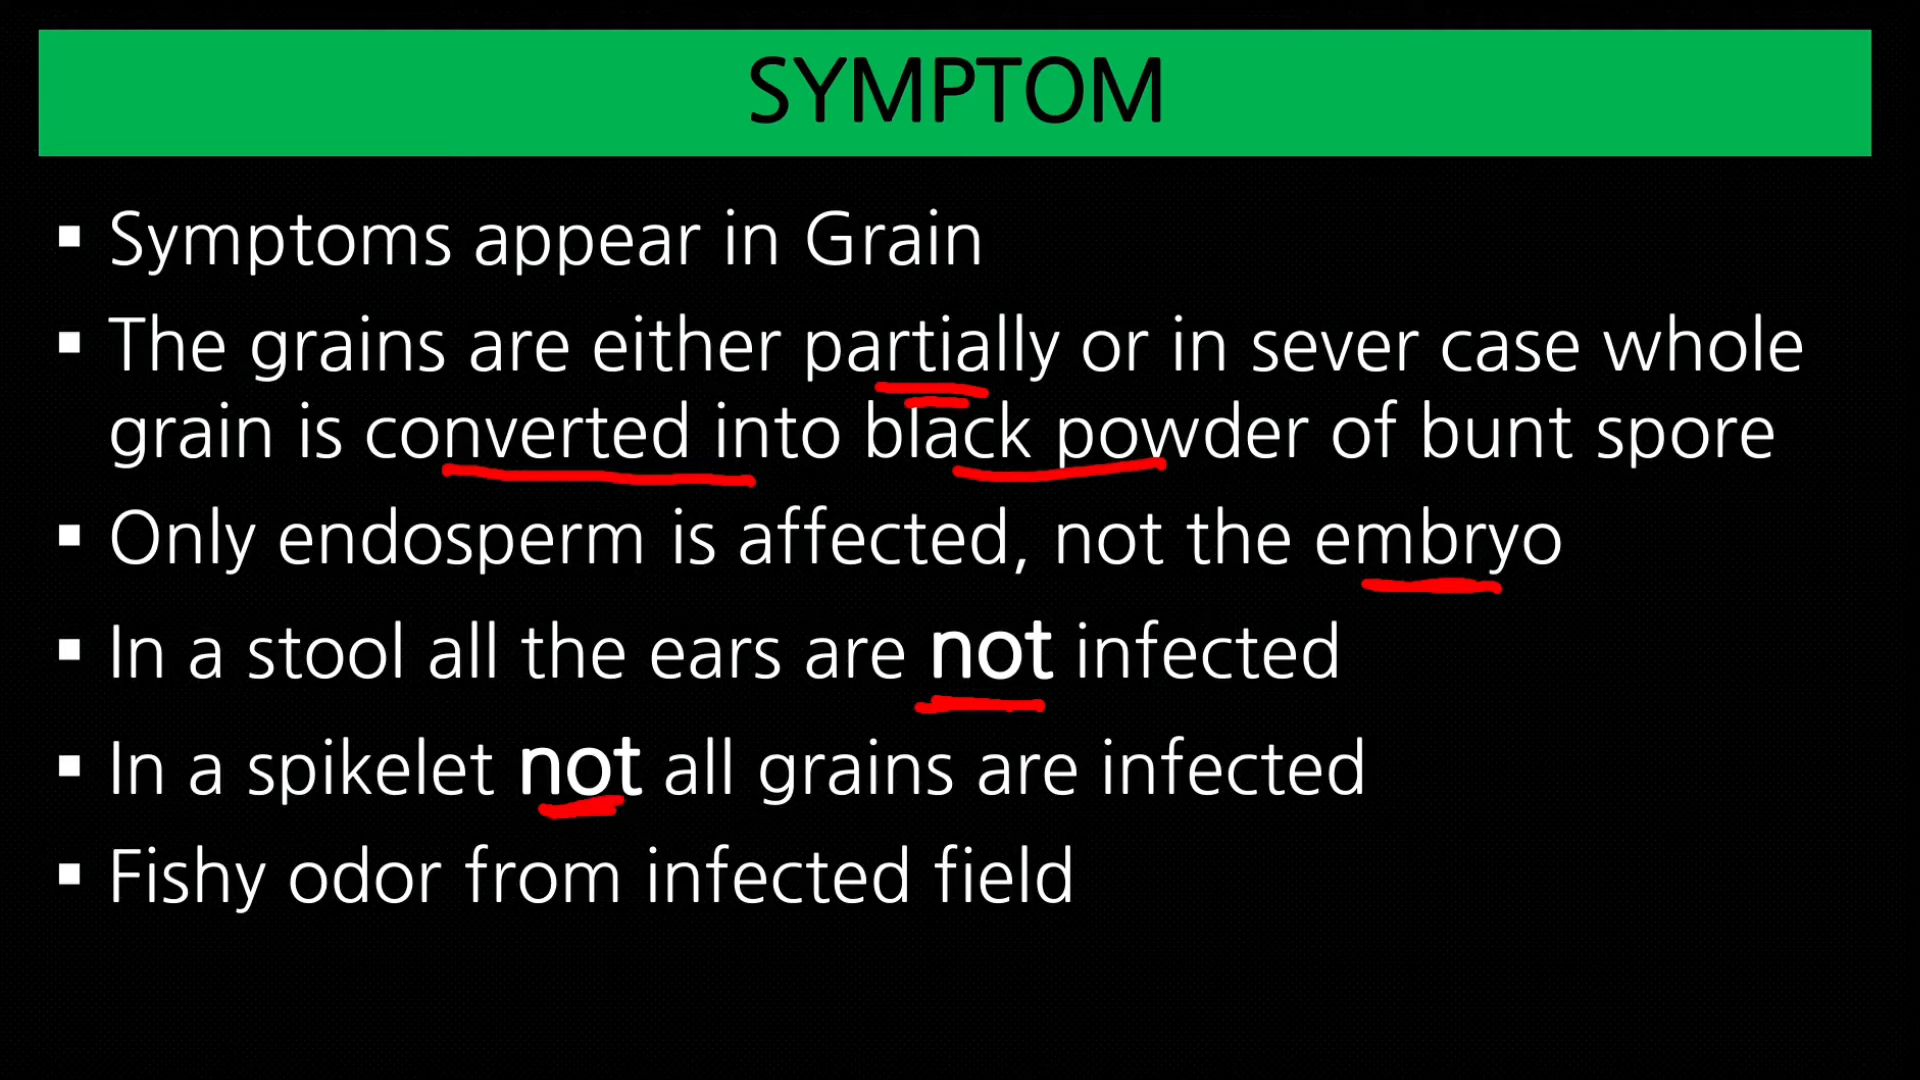 SYMPTOM
▪ Symptoms appear in Grain
▪ The grains are either partially or in sever case whole
grain is converted into black powder of bunt spore
▪ Only endosperm is affected, not the embryo
▪ In a stool all the ears are not infected
▪ In a spikelet not all grains are infected
▪ Fishy odor from infected field